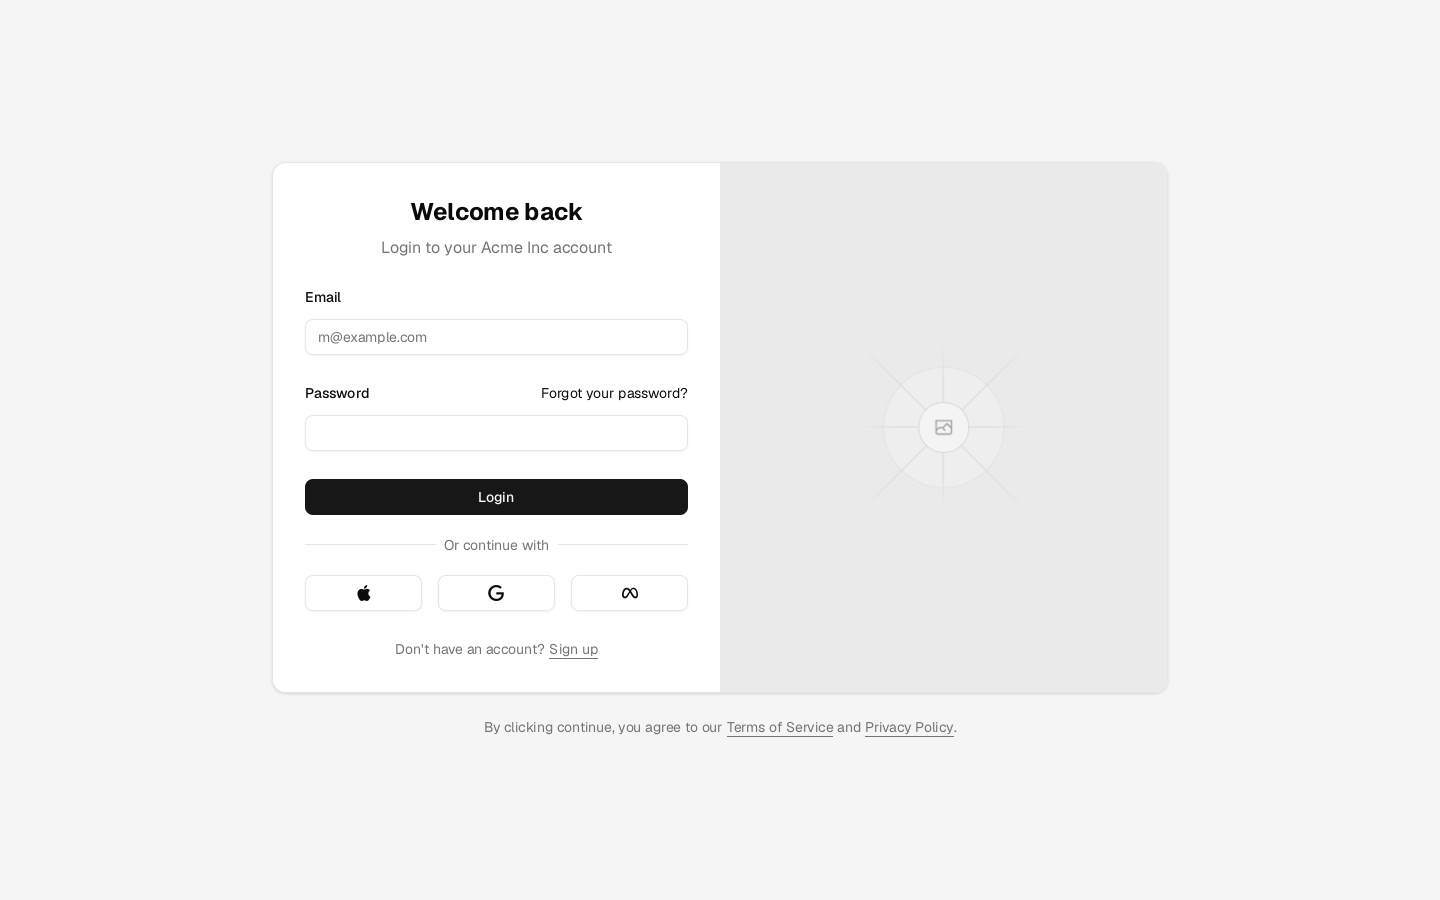 Welcome back
Login to your Acme Inc account
Email
m@example.com
Password
Forgot your password?
Login
Or continue with
Don't have an account? Sign up
By clicking continue, you agree to our Terms of Service and Privacy Policy.